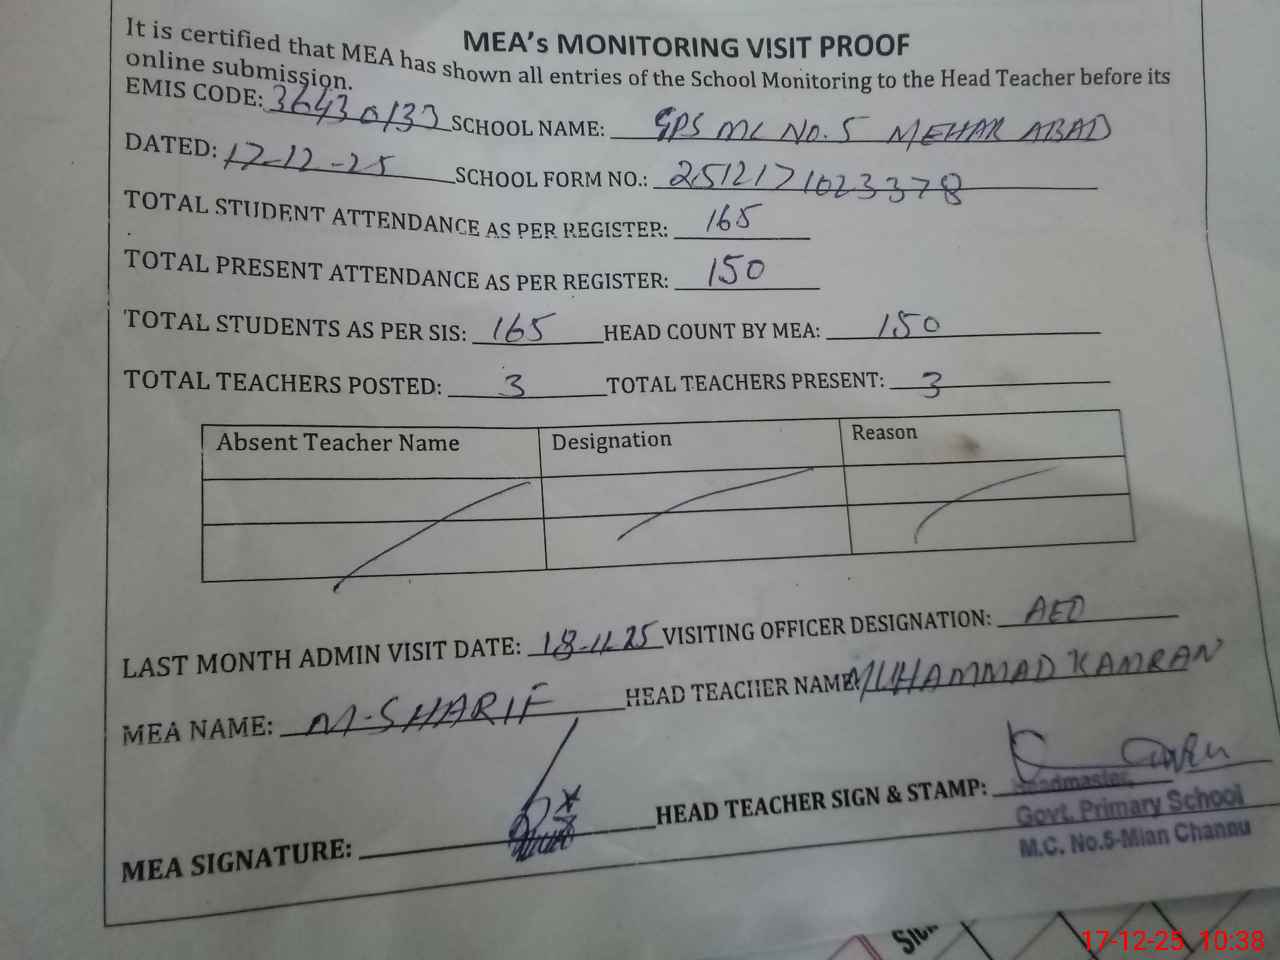 MEA's MONITORING VISIT PROOF
It is certified that MEA has shown all entries of the School Monitoring to the Head Teacher before its
online submission.
EMIS CODE: 36430133 SCHOOL NAME: GPS MC No. 5 MEHAR ABAD
DATED: 17-12-25 SCHOOL FORM NO.: 2512171023378
TOTAL STUDENT ATTENDANCE AS PER REGISTER: 165
TOTAL PRESENT ATTENDANCE AS PER REGISTER: 150
TOTAL STUDENTS AS PER SIS: 165 HEAD COUNT BY MEA: 150
TOTAL TEACHERS POSTED: 3 TOTAL TEACHERS PRESENT: 3
Absent Teacher Name Designation Reason
LAST MONTH ADMIN VISIT DATE: 18-11-25 VISITING OFFICER DESIGNATION: AEO
MEA NAME: M-SHARIF HEAD TEACHER NAME: MUHAMMAD KAMRAN
MEA SIGNATURE: HEAD TEACHER SIGN & STAMP:
Headmaster
Govt. Primary School
M.C. No.5-Mian Channu
17-12-25 10:38